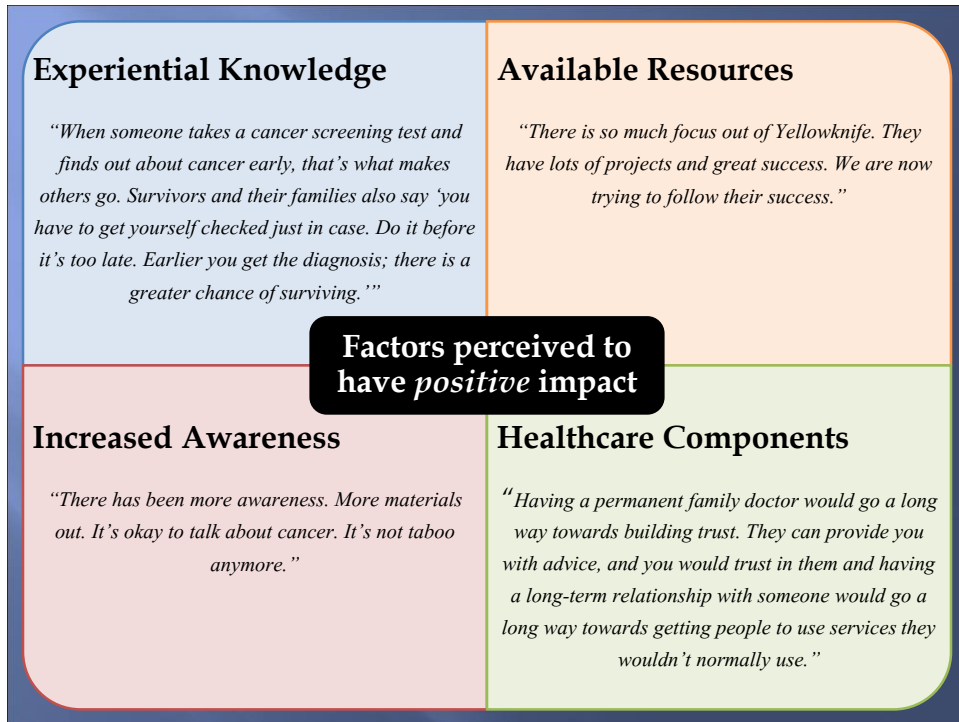 Experiential Knowledge
“When someone takes a cancer screening test and
finds out about cancer early, that’s what makes
others go. Survivors and their families also say ‘you
have to get yourself checked just in case. Do it before
it’s too late. Earlier you get the diagnosis; there is a
greater chance of surviving.’”
Available Resources
“There is so much focus out of Yellowknife. They
have lots of projects and great success. We are now
trying to follow their success.”
Factors perceived to
have positive impact
Increased Awareness
“There has been more awareness. More materials
out. It’s okay to talk about cancer. It’s not taboo
anymore.”
Healthcare Components
“Having a permanent family doctor would go a long
way towards building trust. They can provide you
with advice, and you would trust in them and having
a long-term relationship with someone would go a
long way towards getting people to use services they
wouldn’t normally use.”